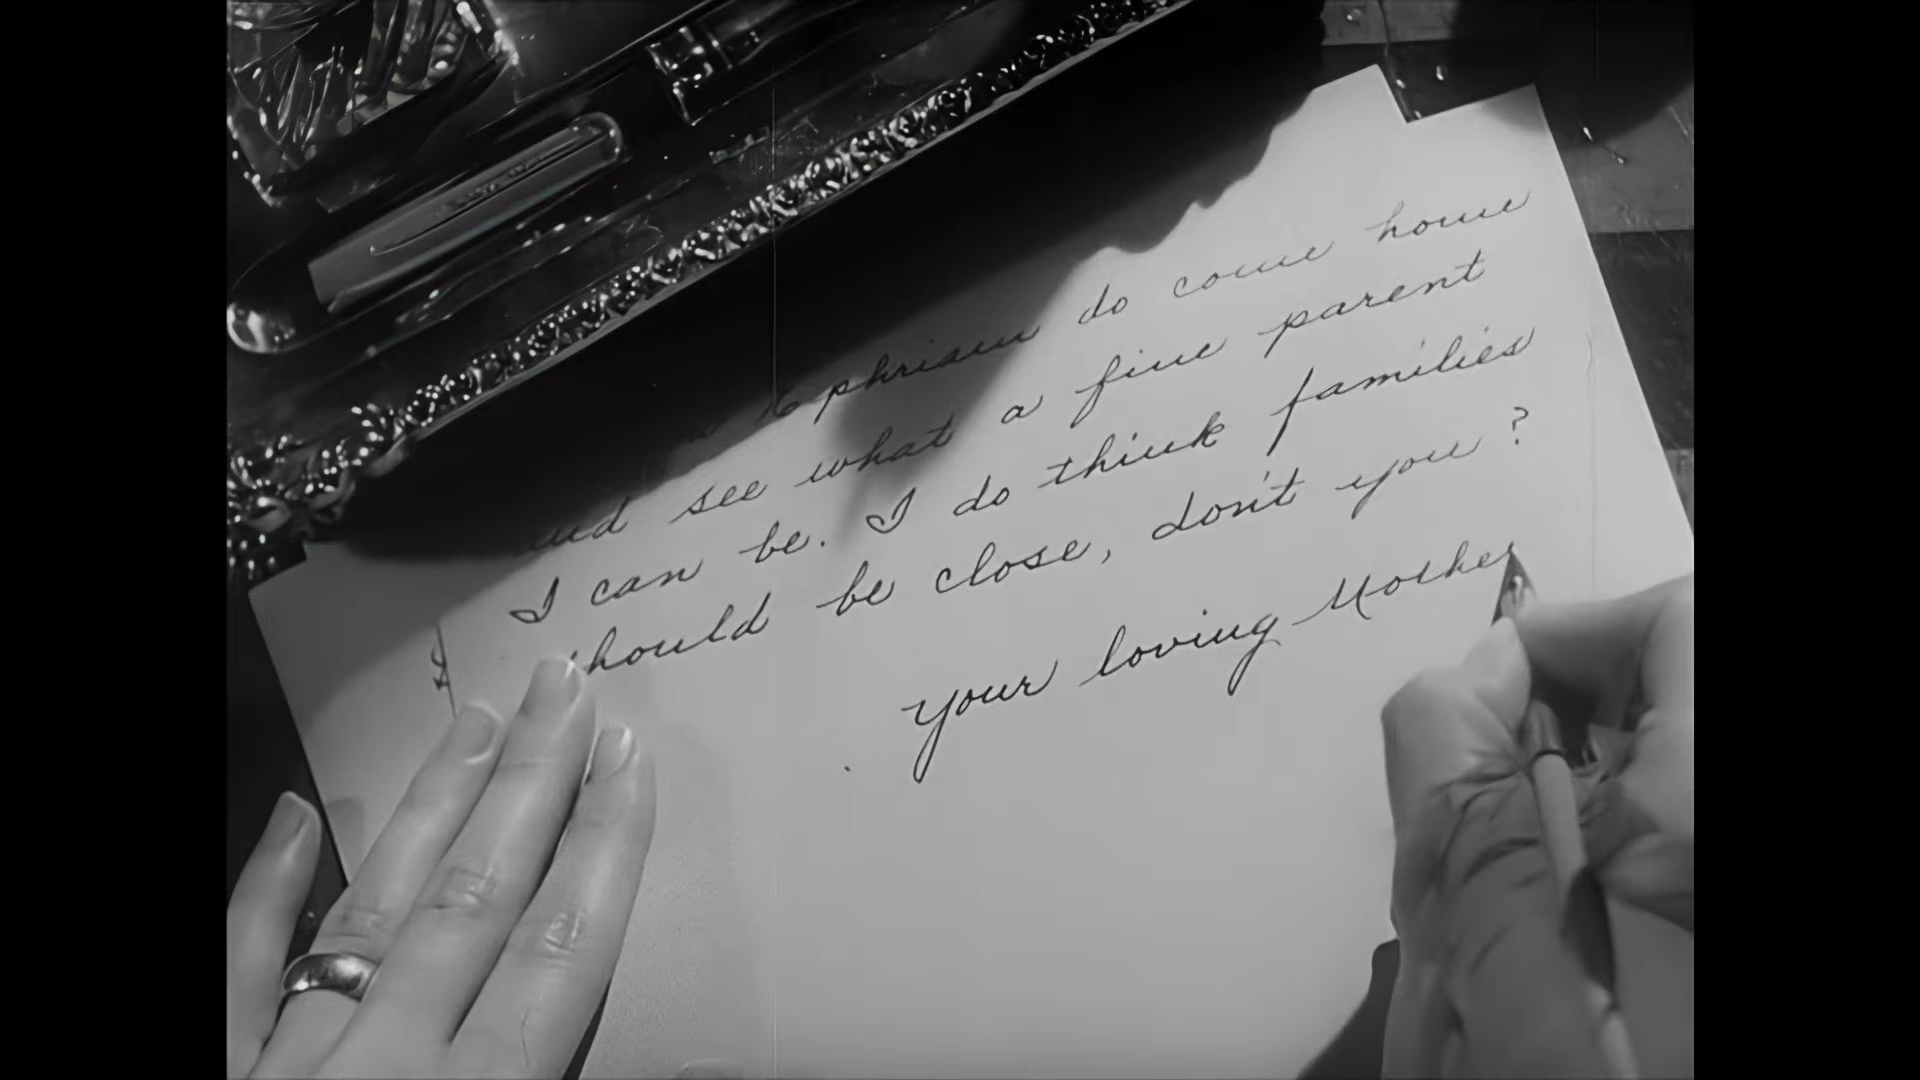 phriam do come home
and see what a fine parent
I can be. I do think families
should be close, don't you?
your loving Mother